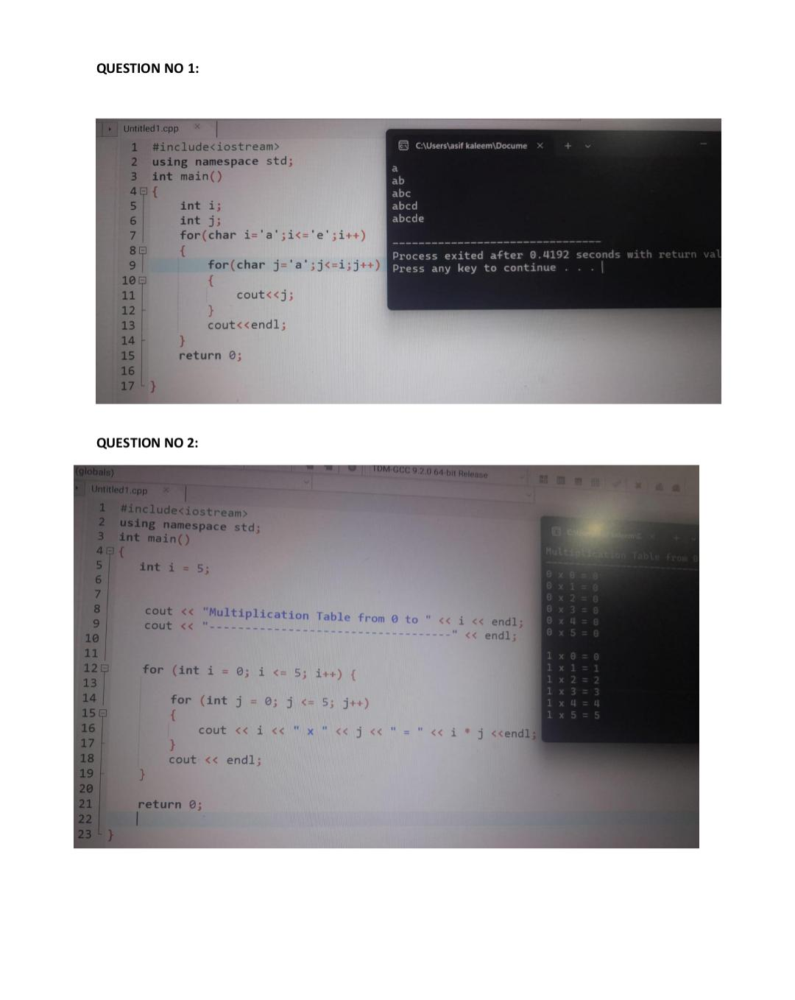 QUESTION NO 1:
Untitled1.cpp
1 #include<iostream>
2 using namespace std;
3 int main()
4 {
5 int i;
6 int j;
7 for(char i='a';i<='e';i++)
8 {
9 for(char j='a';j<=i;j++)
10 {
11 cout<<j;
12 }
13 cout<<endl;
14 }
15 return 0;
16
17 }
C:\Users\asif kaleem\Docume
a
ab
abc
abcd
abcde
--------------------------------
Process exited after 0.4192 seconds with return val
Press any key to continue . . .
QUESTION NO 2:
(globals)
TDM-GCC 9.2.0 64-bit Release
Untitled1.cpp
1 #include<iostream>
2 using namespace std;
3 int main()
4 {
5 int i = 5;
6
7
8 cout << "Multiplication Table from 0 to " << i << endl;
9 cout << "-----------------------------------" << endl;
10
11
12 for (int i = 0; i <= 5; i++) {
13
14 for (int j = 0; j <= 5; j++)
15 {
16 cout << i << " x " << j << " = " << i * j <<endl;
17 }
18 cout << endl;
19 }
20
21 return 0;
22
23 }
Multiplication Table from 0
0 x 0 = 0
0 x 1 = 0
0 x 2 = 0
0 x 3 = 0
0 x 4 = 0
0 x 5 = 0
1 x 0 = 0
1 x 1 = 1
1 x 2 = 2
1 x 3 = 3
1 x 4 = 4
1 x 5 = 5